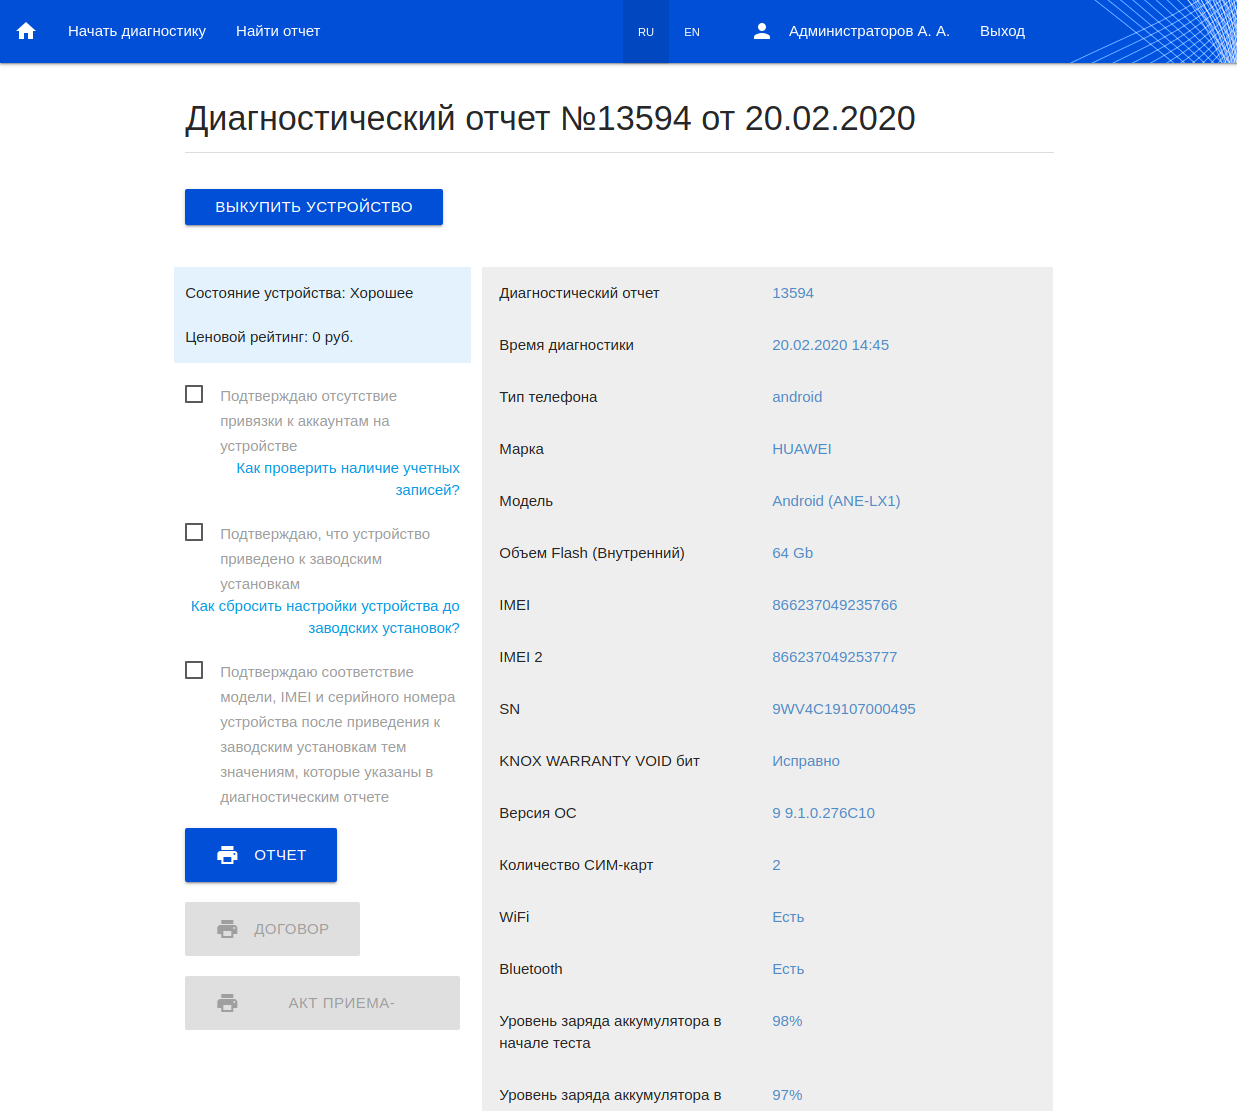 Начать диагностику
Найти отчет
RU
EN
Администраторов А. А.
Выход
Диагностический отчет №13594 от 20.02.2020
ВЫКУПИТЬ УСТРОЙСТВО
Состояние устройства: Хорошее
Ценовой рейтинг: 0 руб.
Подтверждаю отсутствие
привязки к аккаунтам на
устройстве
Как проверить наличие учетных
записей?
Подтверждаю, что устройство
приведено к заводским
установкам
Как сбросить настройки устройства до
заводских установок?
Подтверждаю соответствие
модели, IMEI и серийного номера
устройства после приведения к
заводским установкам тем
значениям, которые указаны в
диагностическим отчете
ОТЧЕТ
ДОГОВОР
АКТ ПРИЕМА-
Диагностический отчет 13594
Время диагностики 20.02.2020 14:45
Тип телефона android
Марка HUAWEI
Модель Android (ANE-LX1)
Объем Flash (Внутренний) 64 Gb
IMEI 866237049235766
IMEI 2 866237049253777
SN 9WV4C19107000495
KNOX WARRANTY VOID бит Исправно
Версия ОС 9 9.1.0.276C10
Количество СИМ-карт 2
WiFi Есть
Bluetooth Есть
Уровень заряда аккумулятора в 98%
начале теста
Уровень заряда аккумулятора в 97%